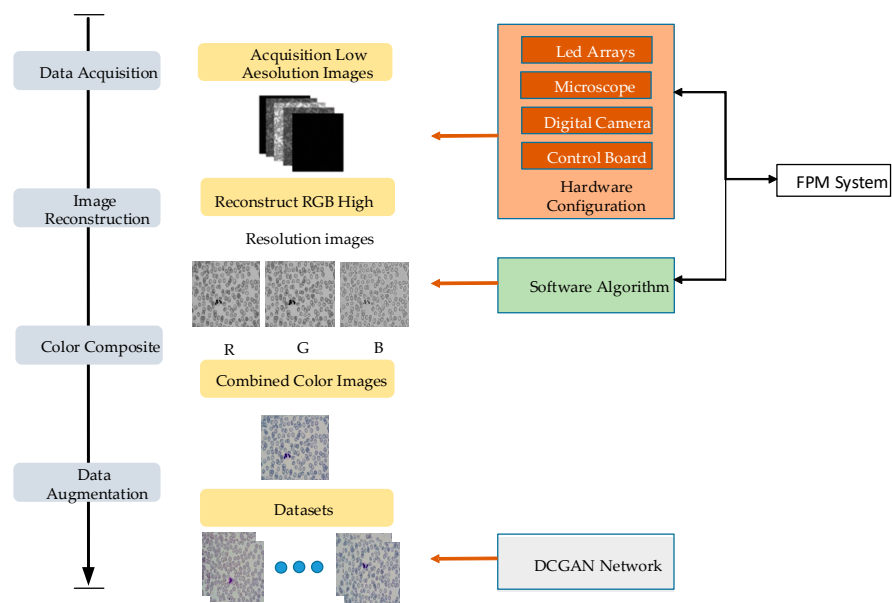 Data Acquisition
Image
Reconstruction
Color Composite
Data
Augmentation
Acquisition Low
Aesolution Images
Reconstruct RGB High
Resolution images
R G B
Combined Color Images
Datasets
Led Arrays
Microscope
Digital Camera
Control Board
Hardware
Configuration
Software Algorithm
DCGAN Network
FPM System